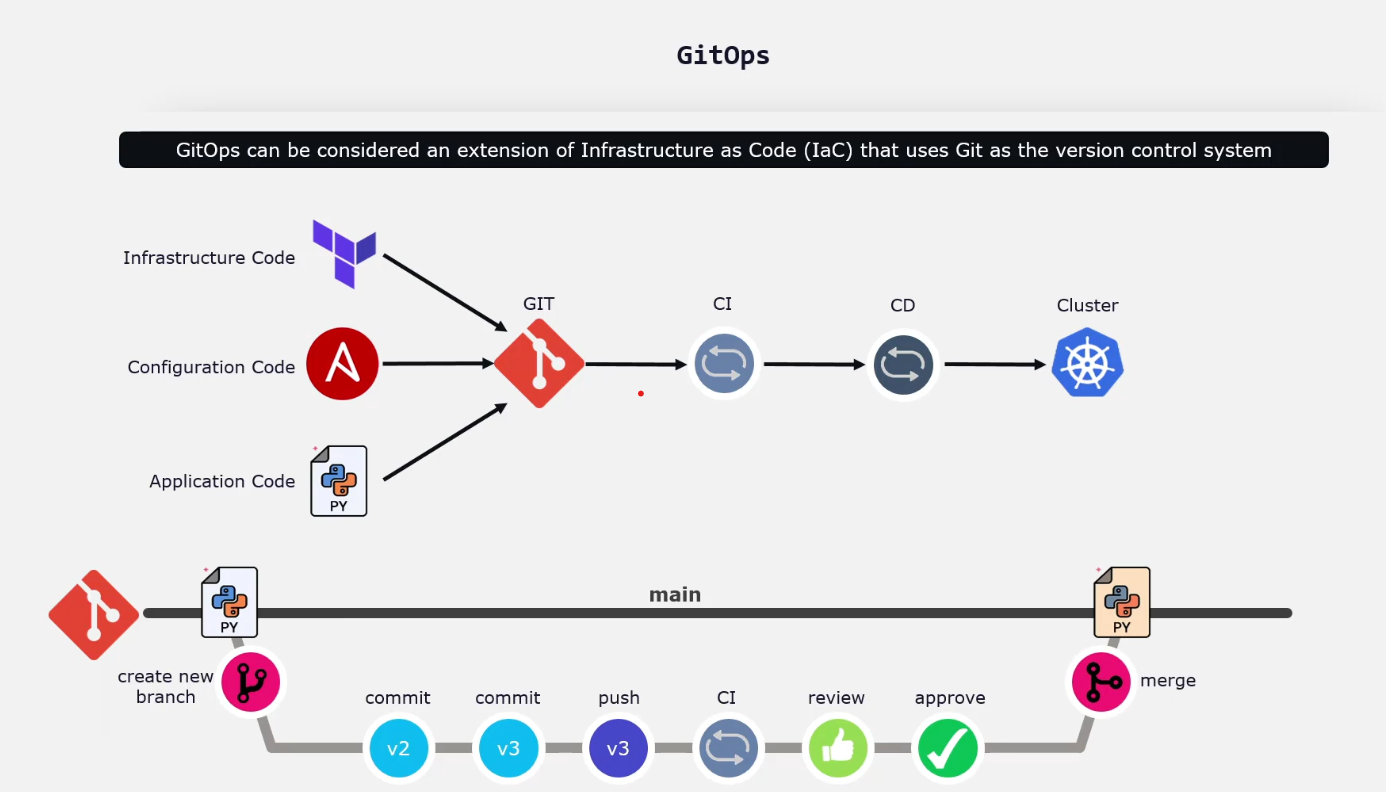 GitOps
GitOps can be considered an extension of Infrastructure as Code (IaC) that uses Git as the version control system
Infrastructure Code
GIT
CI
CD
Cluster
Configuration Code
Application Code
PY
main
PY
PY
create new
branch
commit
commit
push
CI
review
approve
merge
v2
v3
v3